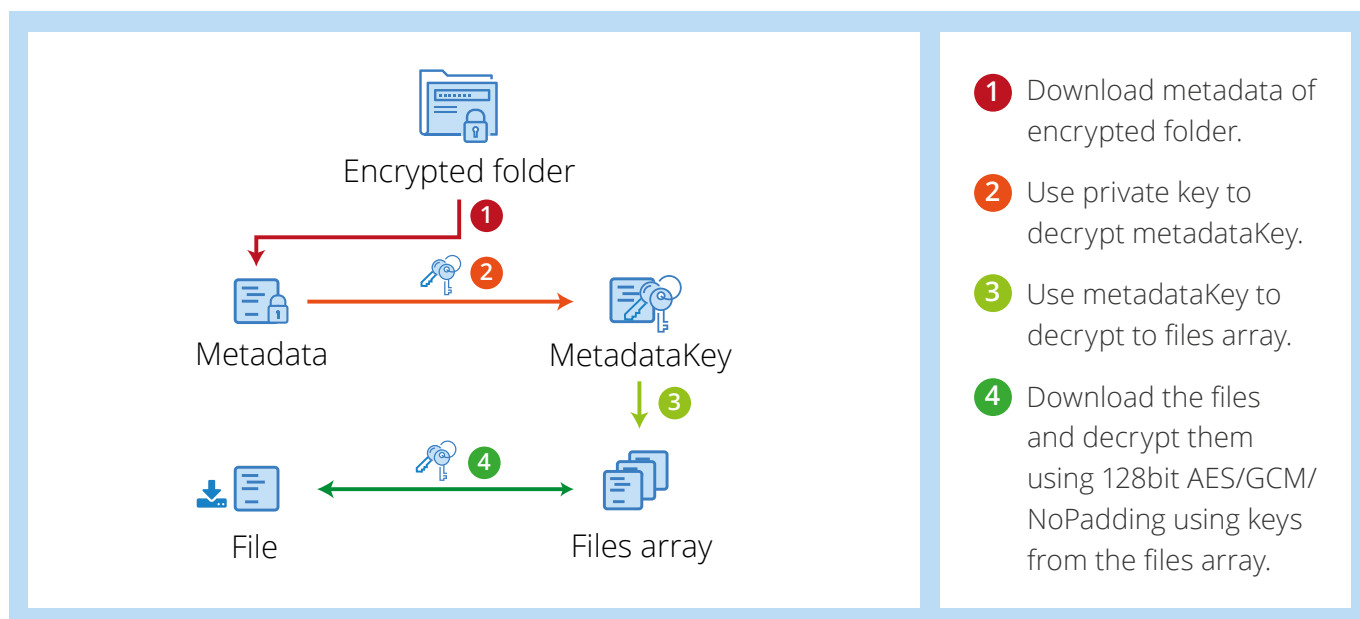 Encrypted folder
1
2
Metadata
MetadataKey
3
4
File
Files array
1 Download metadata of
encrypted folder.
2 Use private key to
decrypt metadataKey.
3 Use metadataKey to
decrypt to files array.
4 Download the files
and decrypt them
using 128bit AES/GCM/
NoPadding using keys
from the files array.